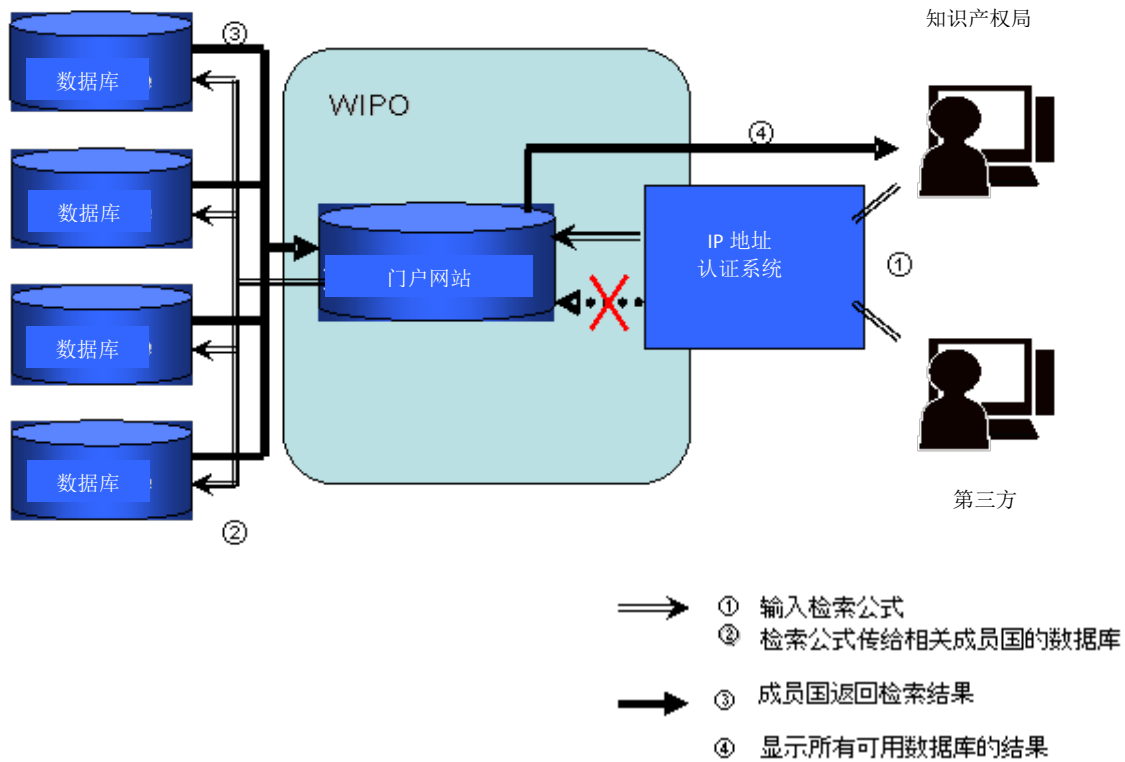 知识产权局
③
数据库
WIPO
④
数据库
门户网站
IP 地址
认证系统
①
数据库
数据库
②
第三方
① 输入检索公式
② 检索公式传给相关成员国的数据库
③ 成员国返回检索结果
④ 显示所有可用数据库的结果